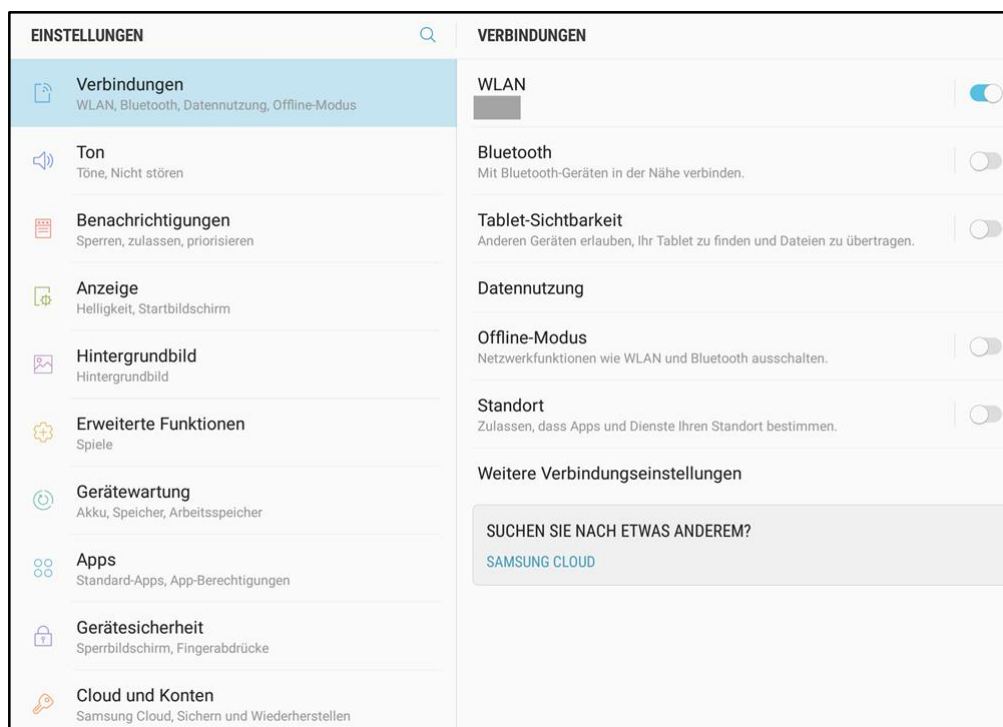 EINSTELLUNGEN
Verbindungen
WLAN, Bluetooth, Datennutzung, Offline-Modus
Ton
Töne, Nicht stören
Benachrichtigungen
Sperren, zulassen, priorisieren
Anzeige
Helligkeit, Startbildschirm
Hintergrundbild
Hintergrundbild
Erweiterte Funktionen
Spiele
Gerätewartung
Akku, Speicher, Arbeitsspeicher
Apps
Standard-Apps, App-Berechtigungen
Gerätesicherheit
Sperrbildschirm, Fingerabdrücke
Cloud und Konten
Samsung Cloud, Sichern und Wiederherstellen
VERBINDUNGEN
WLAN
Bluetooth
Mit Bluetooth-Geräten in der Nähe verbinden.
Tablet-Sichtbarkeit
Anderen Geräten erlauben, Ihr Tablet zu finden und Dateien zu übertragen.
Datennutzung
Offline-Modus
Netzwerkfunktionen wie WLAN und Bluetooth ausschalten.
Standort
Zulassen, dass Apps und Dienste Ihren Standort bestimmen.
Weitere Verbindungseinstellungen
SUCHEN SIE NACH ETWAS ANDEREM?
SAMSUNG CLOUD